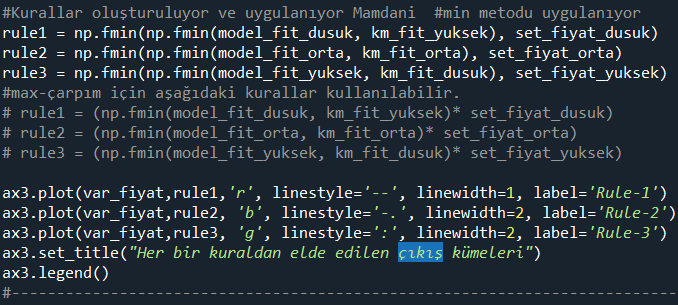 #Kurallar oluşturuluyor ve uygulanıyor Mamdani  #min metodu uygulanıyor
rule1 = np.fmin(np.fmin(model_fit_dusuk, km_fit_yuksek), set_fiyat_dusuk)
rule2 = np.fmin(np.fmin(model_fit_orta, km_fit_orta), set_fiyat_orta)
rule3 = np.fmin(np.fmin(model_fit_yuksek, km_fit_dusuk), set_fiyat_yuksek)
#max-çarpım için aşağıdaki kurallar kullanılabilir.
# rule1 = (np.fmin(model_fit_dusuk, km_fit_yuksek)* set_fiyat_dusuk)
# rule2 = (np.fmin(model_fit_orta, km_fit_orta)* set_fiyat_orta)
# rule3 = (np.fmin(model_fit_yuksek, km_fit_dusuk)* set_fiyat_yuksek)
ax3.plot(var_fiyat,rule1,'r', linestyle='--', linewidth=1, label='Rule-1')
ax3.plot(var_fiyat,rule2, 'b', linestyle='-.', linewidth=2, label='Rule-2')
ax3.plot(var_fiyat,rule3, 'g', linestyle=':', linewidth=2, label='Rule-3')
ax3.set_title("Her bir kuraldan elde edilen çıkış kümeleri")
ax3.legend()
#----------------------------------------------------------------------